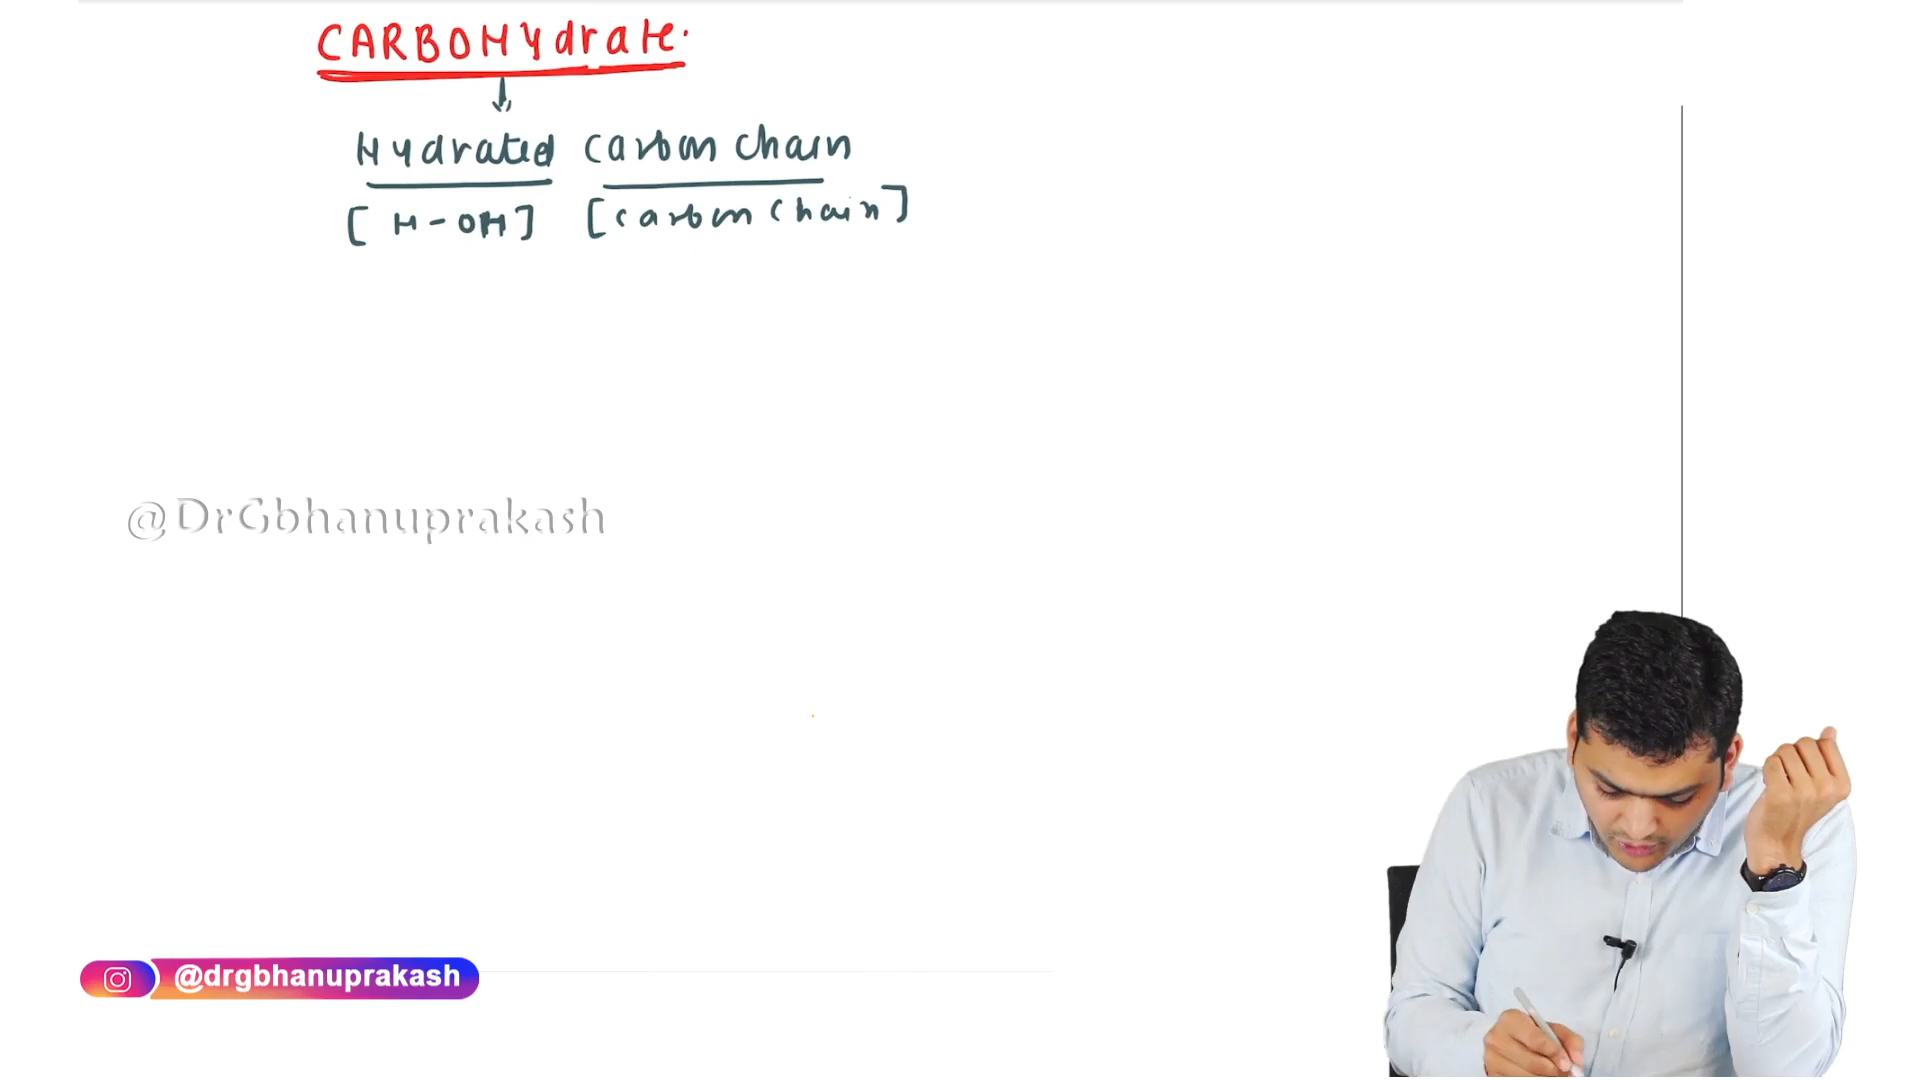 CARBOHydrate.
Hydrated Carbon Chain
[H-OH] [carbon chain]
@DrGbhanuprakash
@drgbhanuprakash